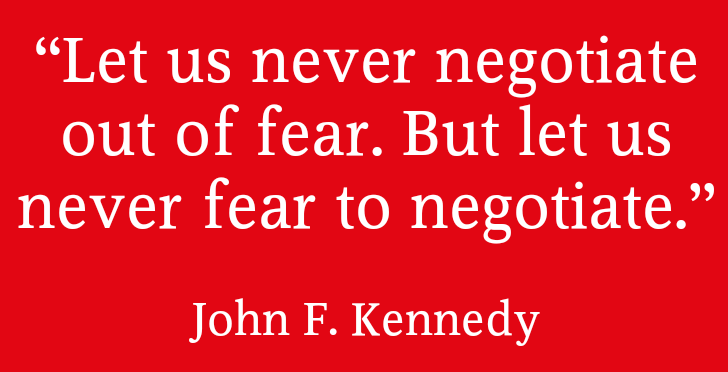 “Let us never negotiate
out of fear. But let us
never fear to negotiate.”
John F. Kennedy